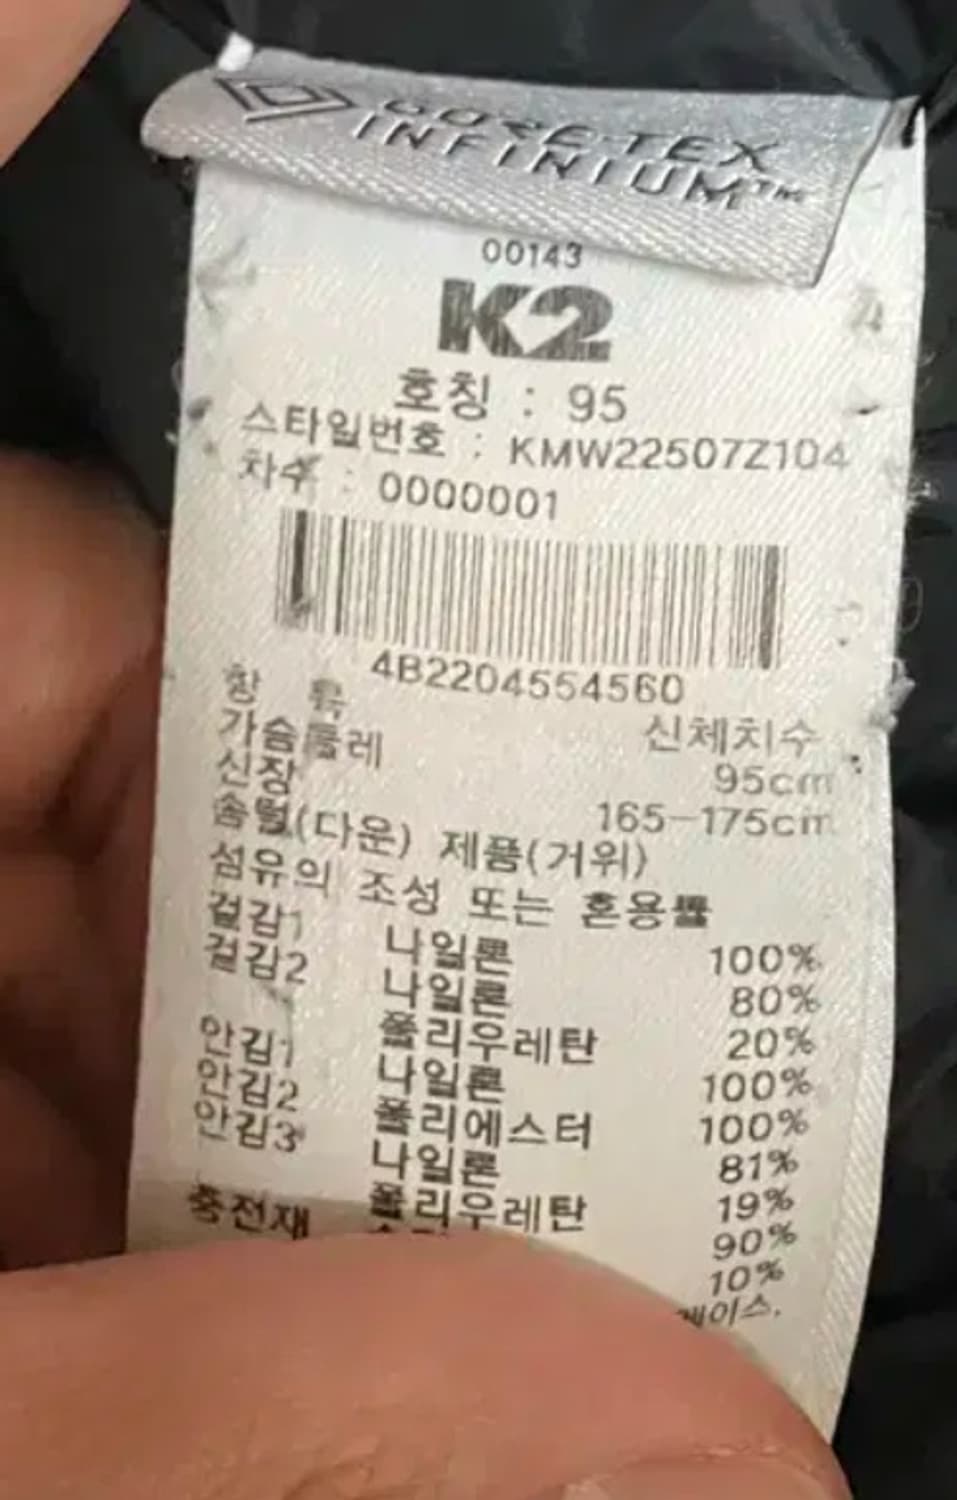 GORE-TEX
INFINIUM™
00143
K2
호칭 : 95
스타일번호 : KMW22507Z104
차수 : 0000001
4B2204554560
항 목 신체치수
가슴둘레 95cm
신장 165-175cm
솜털(다운) 제품(거위)
섬유의 조성 또는 혼용률
겉감1 나일론 100%
겉감2 나일론 80%
폴리우레탄 20%
안감1 나일론 100%
안감2 폴리에스터 100%
안감3 나일론 81%
폴리우레탄 19%
충전재 90%
10%